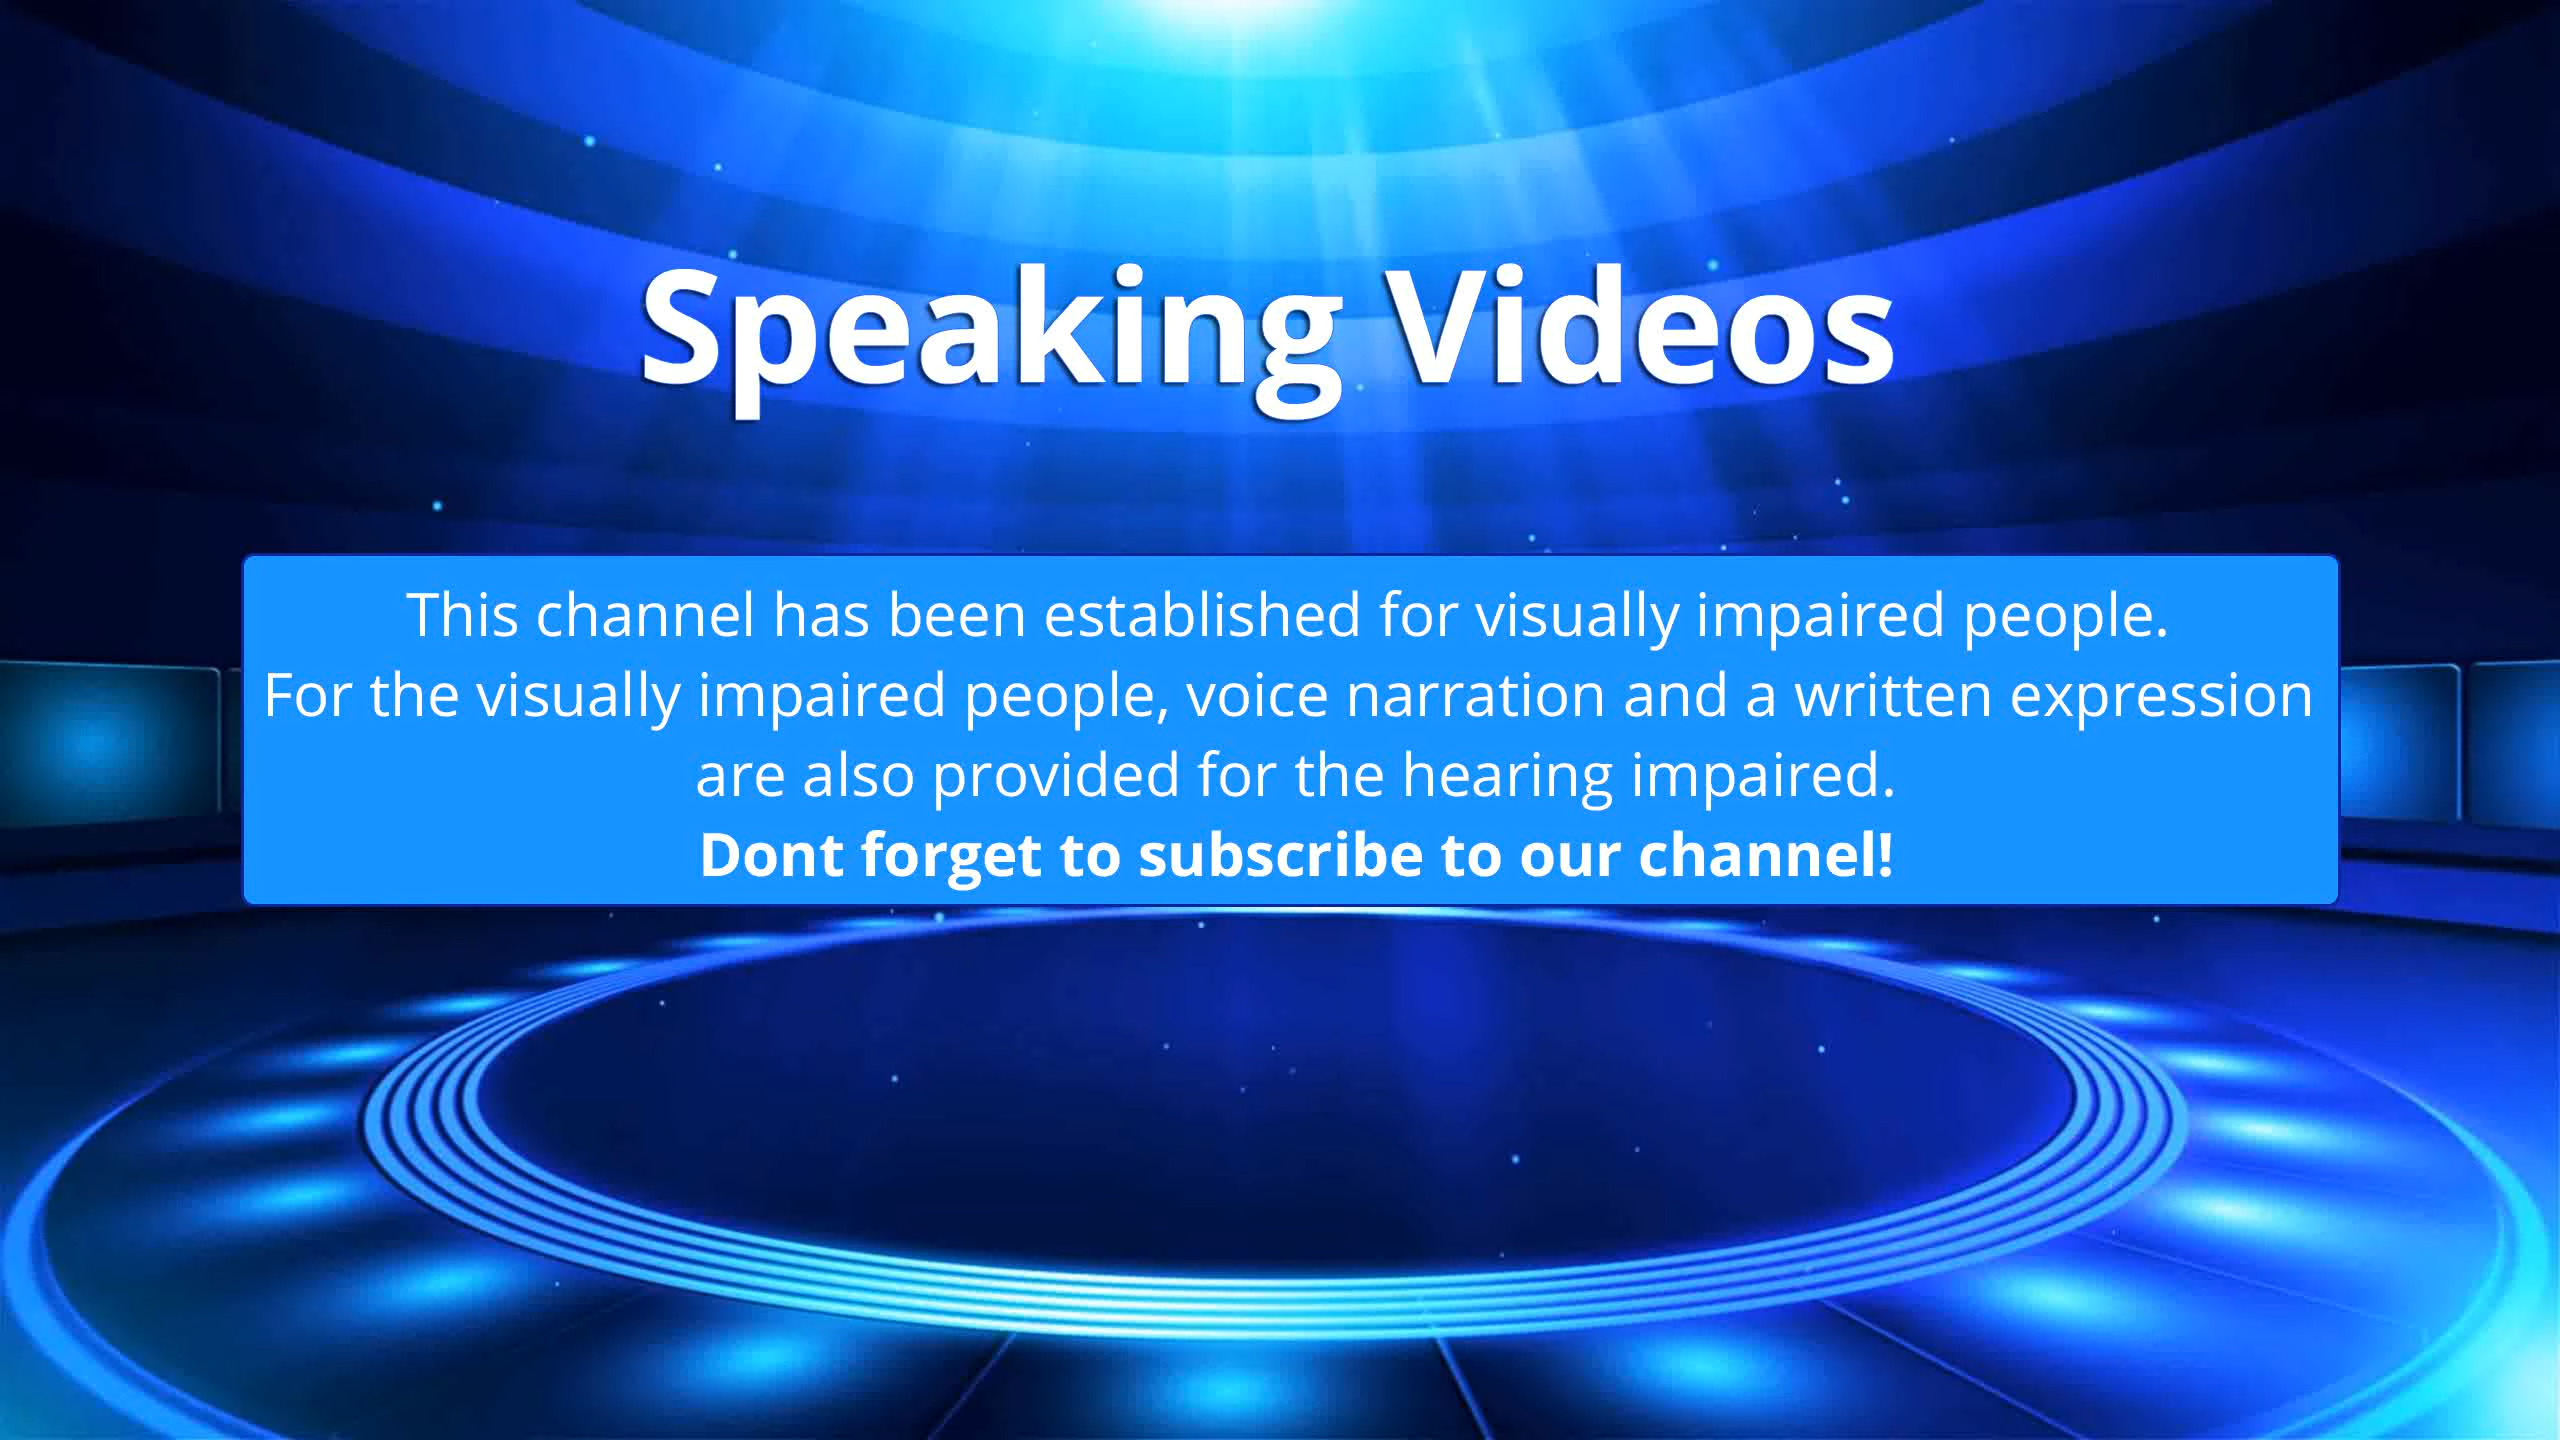 Speaking Videos
This channel has been established for visually impaired people.
For the visually impaired people, voice narration and a written expression
are also provided for the hearing impaired.
Dont forget to subscribe to our channel!